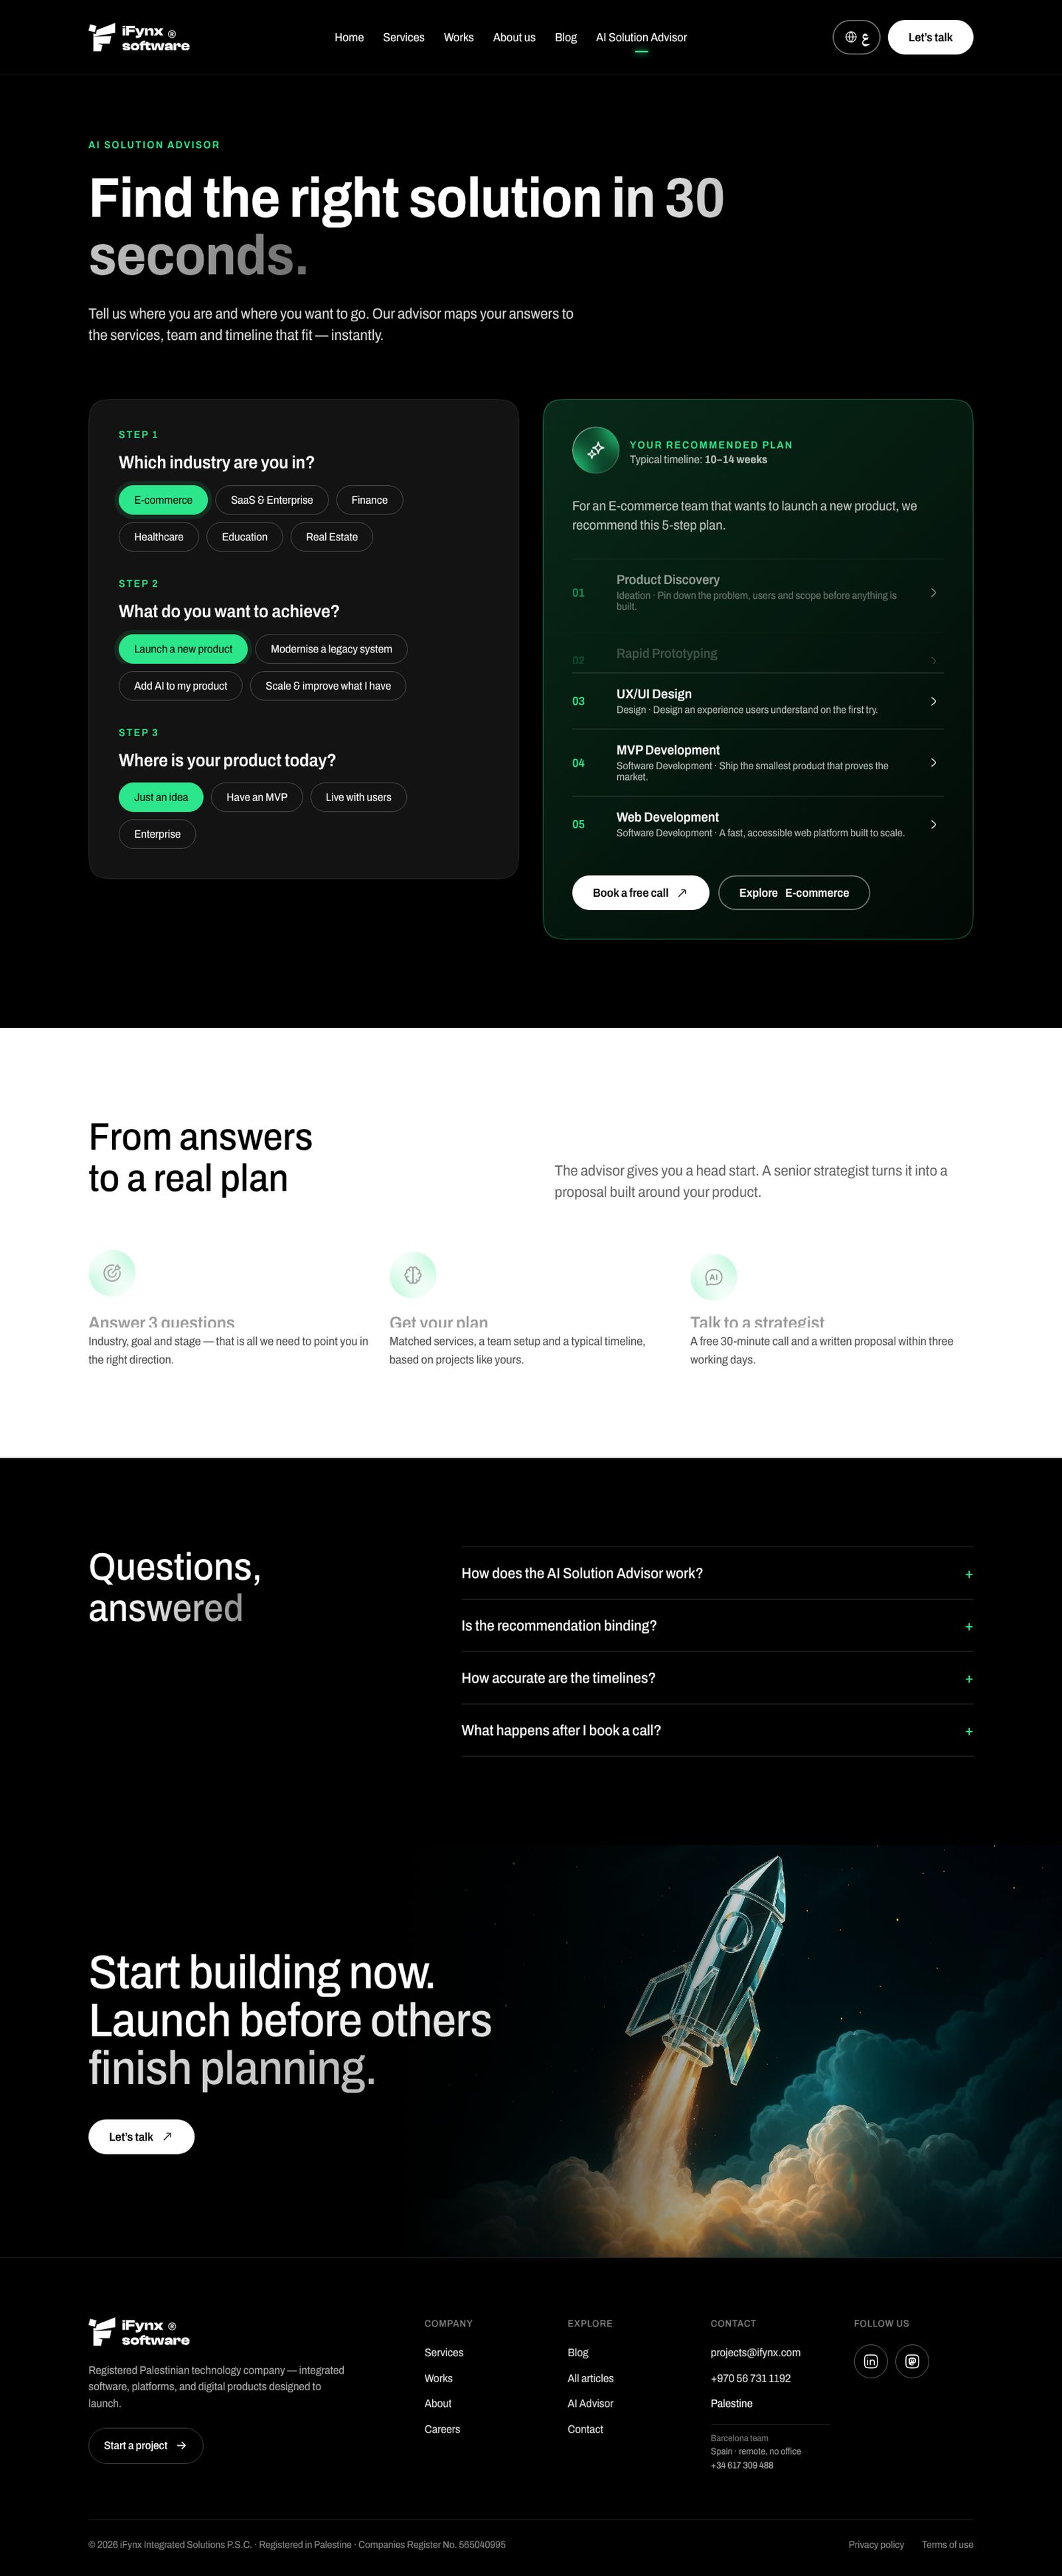 iFynx ®
software
Home Services Works About us Blog AI Solution Advisor
ع
Let's talk
AI SOLUTION ADVISOR
Find the right solution in 30
seconds.
Tell us where you are and where you want to go. Our advisor maps your answers to
the services, team and timeline that fit — instantly.
STEP 1
Which industry are you in?
E-commerce SaaS & Enterprise Finance
Healthcare Education Real Estate
STEP 2
What do you want to achieve?
Launch a new product Modernise a legacy system
Add AI to my product Scale & improve what I have
STEP 3
Where is your product today?
Just an idea Have an MVP Live with users
Enterprise
YOUR RECOMMENDED PLAN
Typical timeline: 10–14 weeks
For an E-commerce team that wants to launch a new product, we
recommend this 5-step plan.
01 Product Discovery
Ideation · Pin down the problem, users and scope before anything is
built.
02 Rapid Prototyping
03 UX/UI Design
Design · Design an experience users understand on the first try.
04 MVP Development
Software Development · Ship the smallest product that proves the
market.
05 Web Development
Software Development · A fast, accessible web platform built to scale.
Book a free call Explore E-commerce
From answers
to a real plan
The advisor gives you a head start. A senior strategist turns it into a
proposal built around your product.
Answer 3 questions
Industry, goal and stage — that is all we need to point you in
the right direction.
Get your plan
Matched services, a team setup and a typical timeline,
based on projects like yours.
AI
Talk to a strategist
A free 30-minute call and a written proposal within three
working days.
Questions,
answered
How does the AI Solution Advisor work? +
Is the recommendation binding? +
How accurate are the timelines? +
What happens after I book a call? +
Start building now.
Launch before others
finish planning.
Let's talk
iFynx ®
software
Registered Palestinian technology company — integrated
software, platforms, and digital products designed to
launch.
Start a project
COMPANY
Services
Works
About
Careers
EXPLORE
Blog
All articles
AI Advisor
Contact
CONTACT
projects@ifynx.com
+970 56 731 1192
Palestine
Barcelona team
Spain · remote, no office
+34 617 309 488
FOLLOW US
in
© 2026 iFynx Integrated Solutions P.S.C. · Registered in Palestine · Companies Register No. 565040995
Privacy policy Terms of use